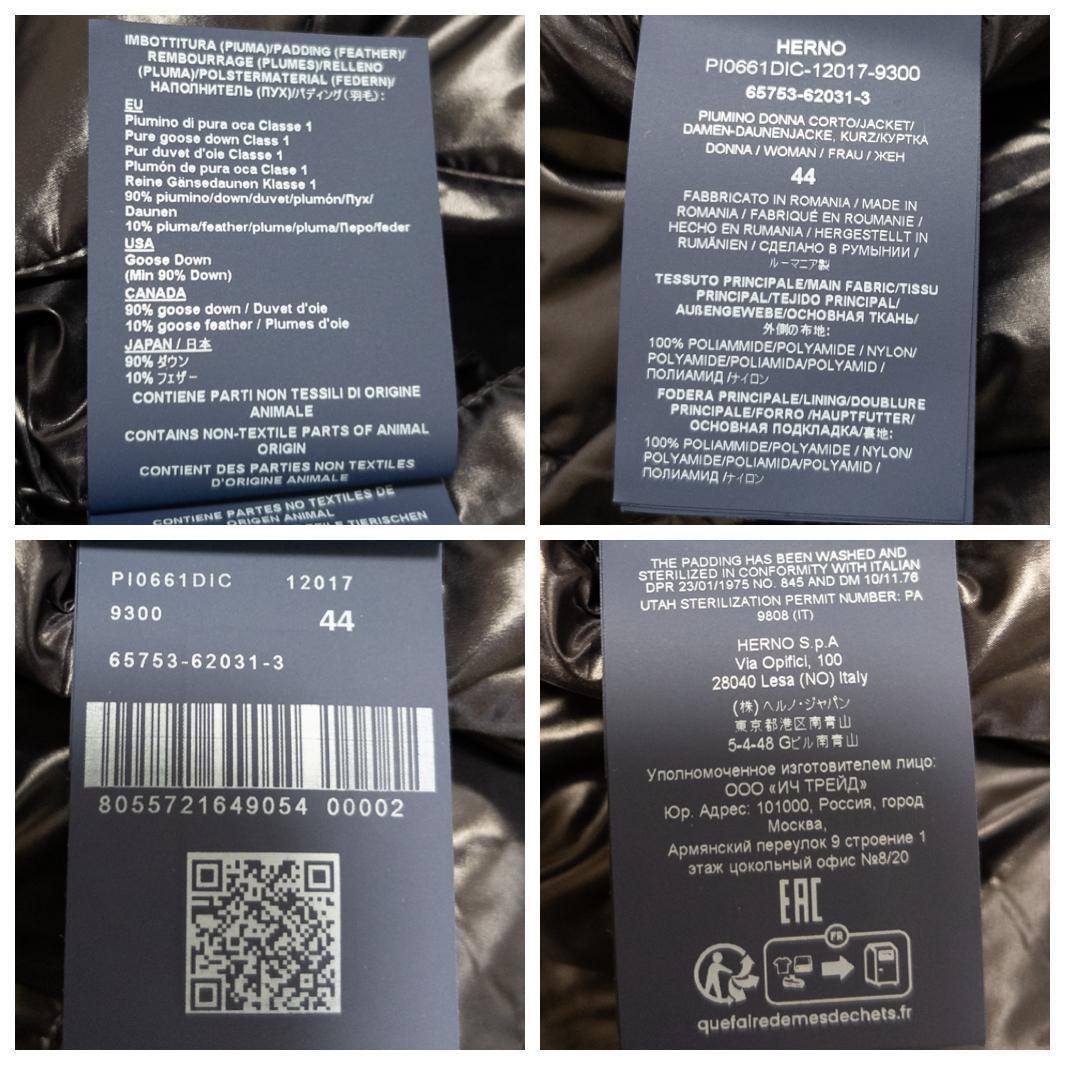 IMBOTTITURA (PIUMA)/PADDING (FEATHER)/
REMBOURRAGE (PLUMES)/RELLENO
(PLUMA)/POLSTERMATERIAL (FEDERN)/
НАПОЛНИТЕЛЬ (ПУХ)/パディング(羽毛):
EU
Piumino di pura oca Classe 1
Pure goose down Class 1
Pur duvet d'oie Classe 1
Plumón de pura oca Clase 1
Reine Gänsedaunen Klasse 1
90% piumino/down/duvet/plumón/Пух/
Daunen
10% piuma/feather/plume/pluma/Перо/feder
USA
Goose Down
(Min 90% Down)
CANADA
90% goose down / Duvet d'oie
10% goose feather / Plumes d'oie
JAPAN / 日本
90% ダウン
10% フェザー
CONTIENE PARTI NON TESSILI DI ORIGINE
ANIMALE
CONTAINS NON-TEXTILE PARTS OF ANIMAL
ORIGIN
CONTIENT DES PARTIES NON TEXTILES
D'ORIGINE ANIMALE
CONTIENE PARTES NO TEXTILES DE
ORIGEN ANIMAL
TIERISCHEN
HERNO
PI0661DIC-12017-9300
65753-62031-3
PIUMINO DONNA CORTO/JACKET/
DAMEN-DAUNENJACKE, KURZ/КУРТКА
DONNA / WOMAN / FRAU / ЖЕН
44
FABBRICATO IN ROMANIA / MADE IN
ROMANIA / FABRIQUÉ EN ROUMANIE /
HECHO EN RUMANIA / HERGESTELLT IN
RUMÄNIEN / СДЕЛАНО В РУМЫНИИ /
ルーマニア製
TESSUTO PRINCIPALE/MAIN FABRIC/TISSU
PRINCIPAL/TEJIDO PRINCIPAL/
AUßENGEWEBE/ОСНОВНАЯ ТКАНЬ/
外側の布地:
100% POLIAMMIDE/POLYAMIDE / NYLON/
POLYAMIDE/POLIAMIDA/POLYAMID /
ПОЛИАМИД /ナイロン
FODERA PRINCIPALE/LINING/DOUBLURE
PRINCIPALE/FORRO /HAUPTFUTTER/
ОСНОВНАЯ ПОДКЛАДКА/裏地:
100% POLIAMMIDE/POLYAMIDE / NYLON/
POLYAMIDE/POLIAMIDA/POLYAMID /
ПОЛИАМИД /ナイロン
PI0661DIC 12017
9300 44
65753-62031-3
8055721649054 00002
THE PADDING HAS BEEN WASHED AND
STERILIZED IN CONFORMITY WITH ITALIAN
DPR 23/01/1975 NO. 845 AND DM 10/11.76
UTAH STERILIZATION PERMIT NUMBER: PA
9808 (IT)
HERNO S.p.A
Via Opifici, 100
28040 Lesa (NO) Italy
(株) ヘルノ・ジャパン
東京都港区南青山
5-4-48 Gビル南青山
Уполномоченное изготовителем лицо:
ООО «ИЧ ТРЕЙД»
Юр. Адрес: 101000, Россия, город
Москва,
Армянский переулок 9 строение 1
этаж цокольный офис №8/20
EAC
FR
quefairedemesdechets.fr